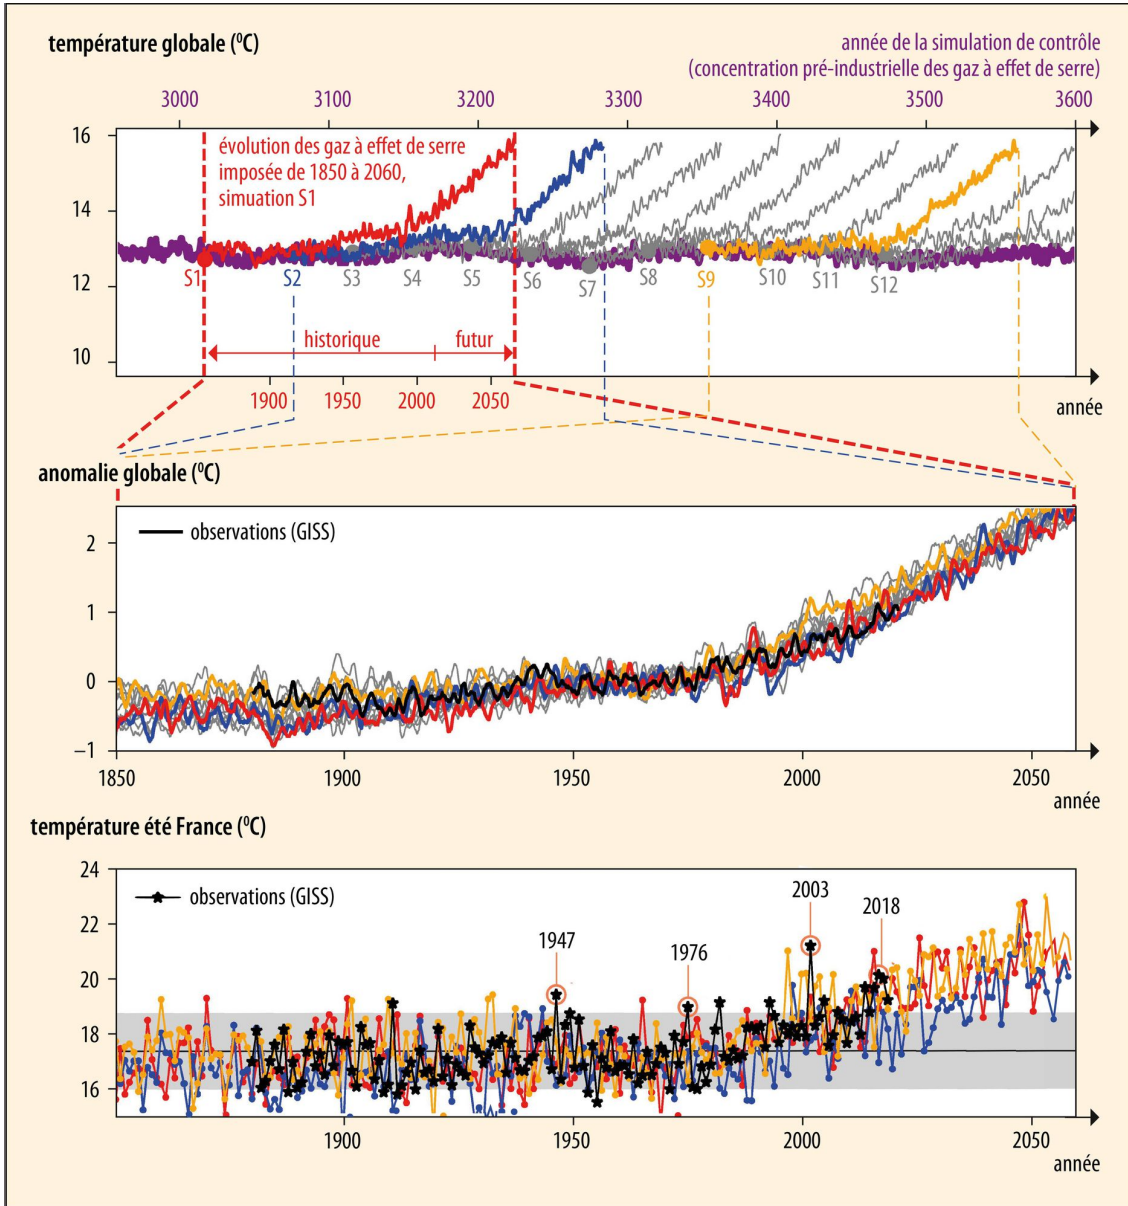 température globale (⁰C)
année de la simulation de contrôle
(concentration pré-industrielle des gaz à effet de serre)
3000 3100 3200 3300 3400 3500 3600
16
14
12
10
évolution des gaz à effet de serre
imposée de 1850 à 2060,
simuation S1
S1 S2 S3 S4 S5 S6 S7 S8 S9 S10 S11 S12
historique futur
1900 1950 2000 2050
année
anomalie globale (⁰C)
observations (GISS)
2
1
0
−1
1850 1900 1950 2000 2050
année
température été France (⁰C)
observations (GISS)
24
22
20
18
16
1947
1976
2003
2018
1900 1950 2000 2050
année